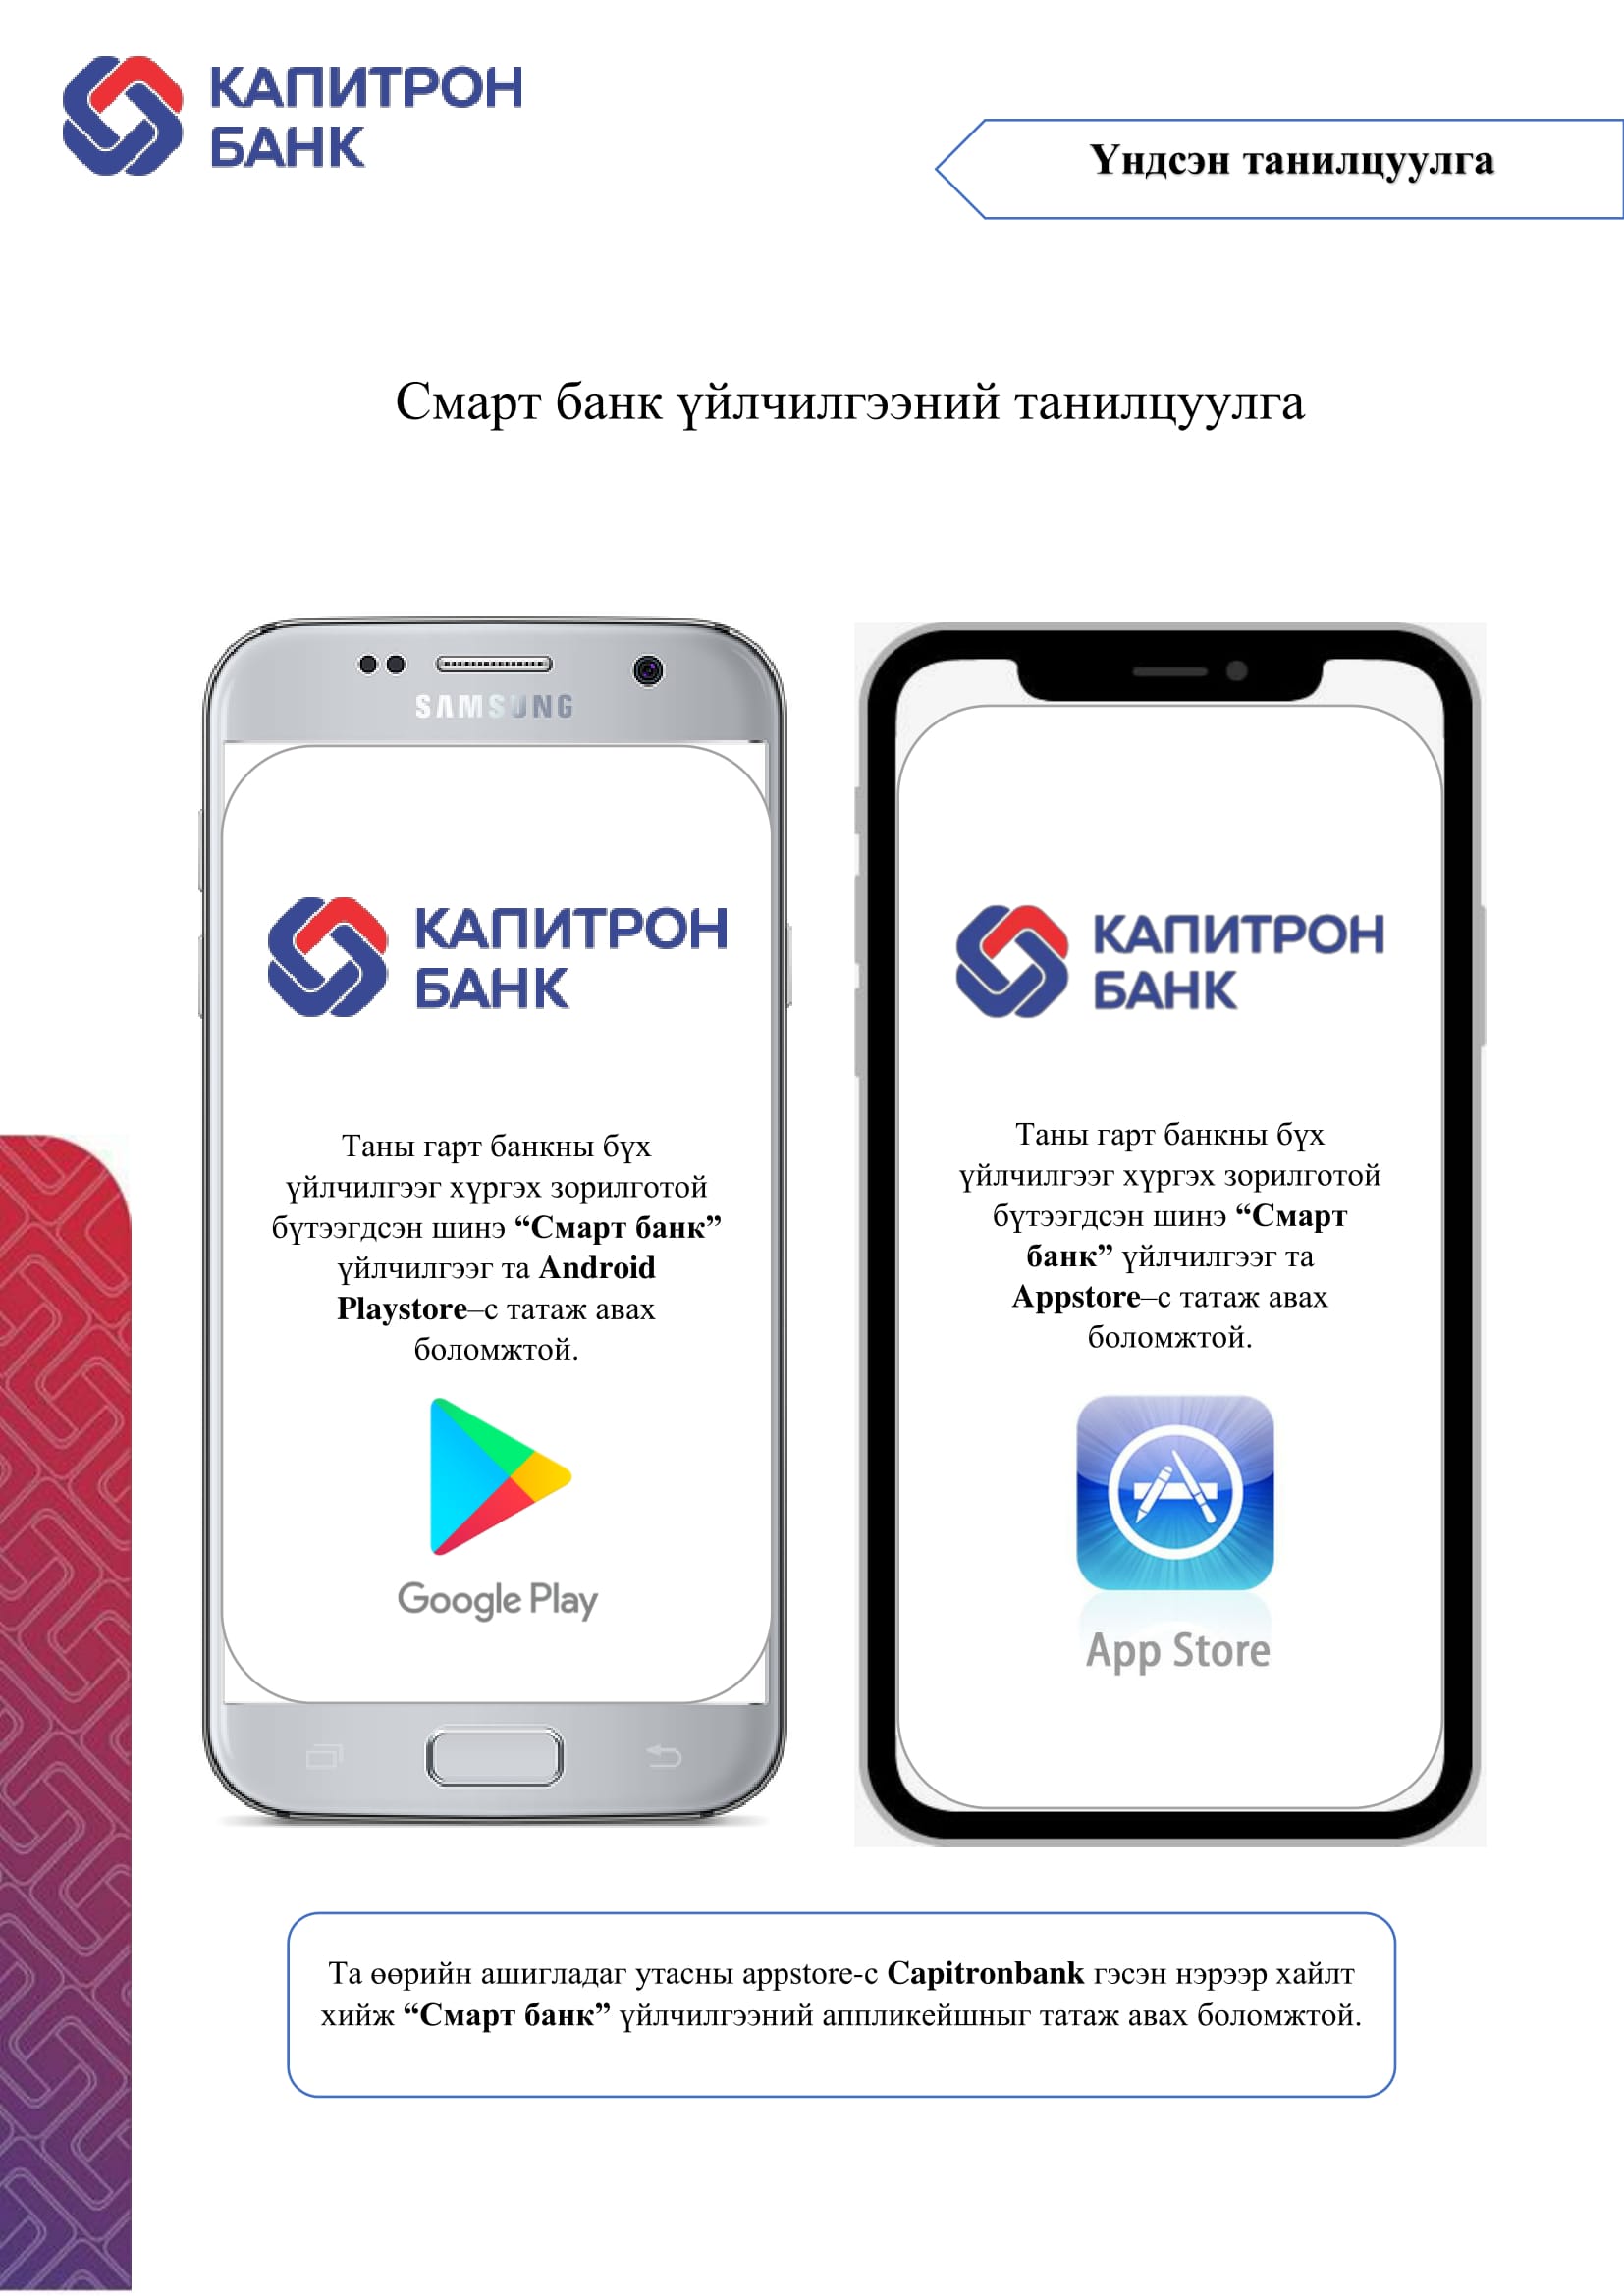 КАПИТРОН
БАНК
Үндсэн танилцуулга
Смарт банк үйлчилгээний танилцуулга
SAMSUNG
КАПИТРОН
БАНК
Таны гарт банкны бүх
үйлчилгээг хүргэх зорилготой
бүтээгдсэн шинэ “Смарт банк”
үйлчилгээг та Android
Playstore–с татаж авах
боломжтой.
Google Play
КАПИТРОН
БАНК
Таны гарт банкны бүх
үйлчилгээг хүргэх зорилготой
бүтээгдсэн шинэ “Смарт
банк” үйлчилгээг та
Appstore–с татаж авах
боломжтой.
App Store
Та өөрийн ашигладаг утасны appstore-с Capitronbank гэсэн нэрээр хайлт
хийж “Смарт банк” үйлчилгээний аппликейшныг татаж авах боломжтой.